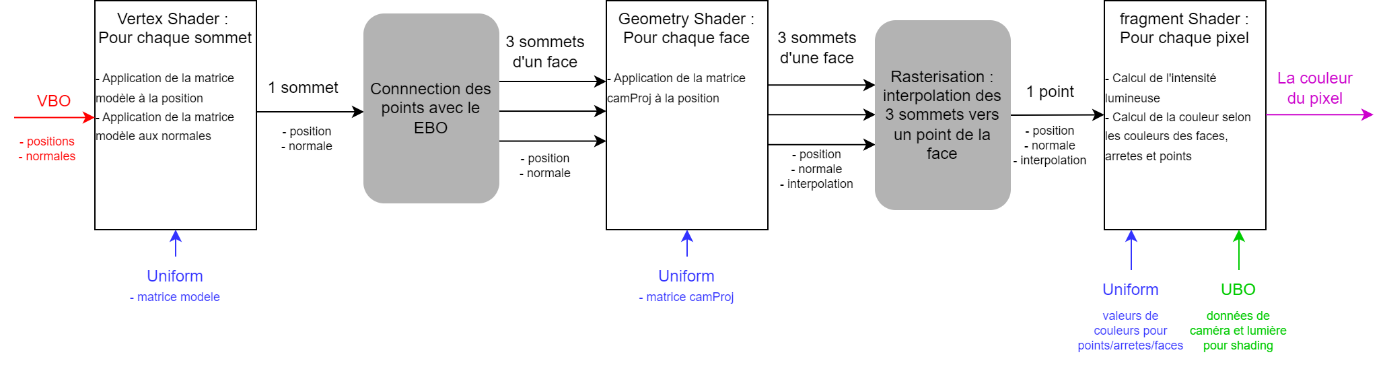 VBO
- positions
- normales
Vertex Shader :
Pour chaque sommet
- Application de la matrice
modèle à la position
- Application de la matrice
modèle aux normales
Uniform
- matrice modele
1 sommet
- position
- normale
Connnection des
points avec le
EBO
3 sommets
d'un face
- position
- normale
Geometry Shader :
Pour chaque face
- Application de la matrice
camProj à la position
Uniform
- matrice camProj
3 sommets
d'une face
- position
- normale
- interpolation
Rasterisation :
interpolation des
3 sommets vers
un point de la
face
1 point
- position
- normale
- interpolation
fragment Shader :
Pour chaque pixel
- Calcul de l'intensité
lumineuse
- Calcul de la couleur selon
les couleurs des faces,
arretes et points
Uniform
valeurs de
couleurs pour
points/arretes/faces
UBO
données de
caméra et lumière
pour shading
La couleur
du pixel